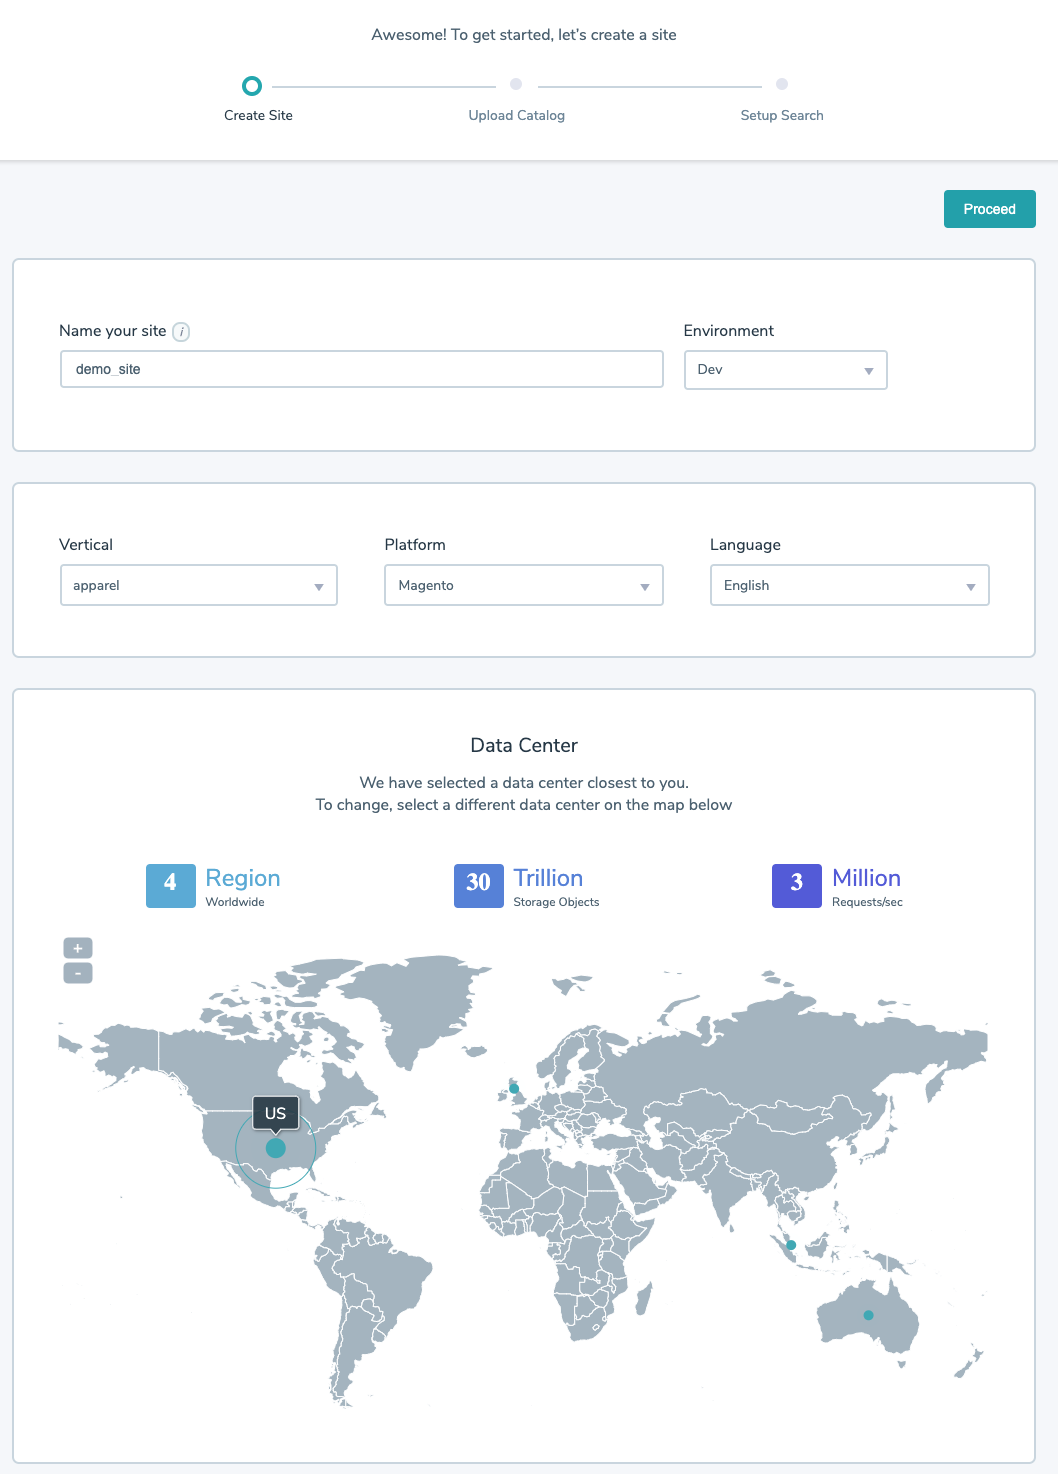 Awesome! To get started, let's create a site
Create Site
Upload Catalog
Setup Search
Proceed
Name your site i
Environment
demo_site
Dev
Vertical
Platform
Language
apparel
Magento
English
Data Center
We have selected a data center closest to you.
To change, select a different data center on the map below
4 Region
Worldwide
30 Trillion
Storage Objects
3 Million
Requests/sec
+
-
US